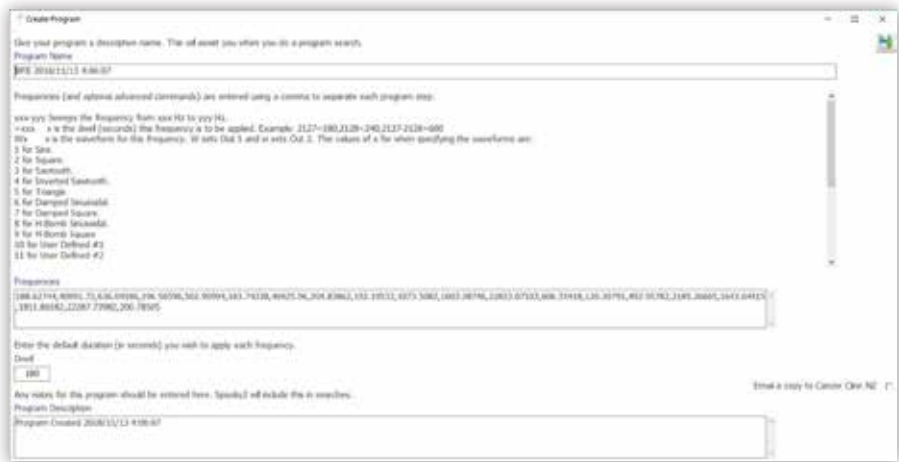 Create Program
Give your program a description name. This will assist you when you do a program search.
Program Name
BFB 2018/11/13 4:06:07
Frequencies (and optional advanced commands) are entered using a comma to separate each program step:
xxx-yyy Sweeps the frequency from xxx Hz to yyy Hz.
=xxx x is the dwell (seconds) this frequency is to be applied. Example: 2127=180,2128=240,2127-2128=600
Wx x is the waveform for this frequency. W sets Out 1 and w sets Out 2. The values of x for when specifying the waveforms are:
1 for Sine.
2 for Square.
3 for Sawtooth.
4 for Inverted Sawtooth.
5 for Triangle.
6 for Damped Sinusoidal.
7 for Damped Square.
8 for H-Bomb Sinusoidal.
9 for H-Bomb Square
10 for User Defined #1
11 for User Defined #2
Frequencies
Enter the default duration (in seconds) you wish to apply each frequency.
Dwell
180
Email a copy to Cancer Clinic NZ
Any notes for this program should be entered here. Spooky2 will include this in searches.
Program Description
Program Created 2018/11/13 4:06:07